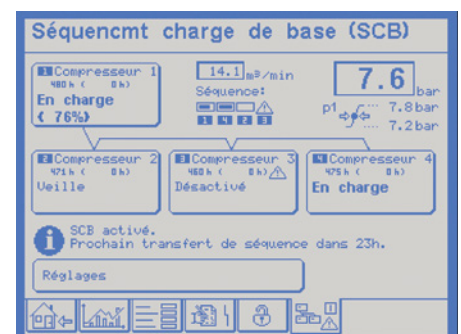 Séquencmt charge de base (SCB)
1 Compresseur 1
480 h ( 0 h)
En charge
( 76%)
14.1 m³/min
Séquence:
1 4 2 3
7.6 bar
p1 7.8 bar
7.2 bar
2 Compresseur 2
471 h ( 0 h)
Veille
3 Compresseur 3
460 h ( 0 h)
Désactivé
4 Compresseur 4
475 h ( 0 h)
En charge
SCB activé.
Prochain transfert de séquence dans 23h.
Réglages